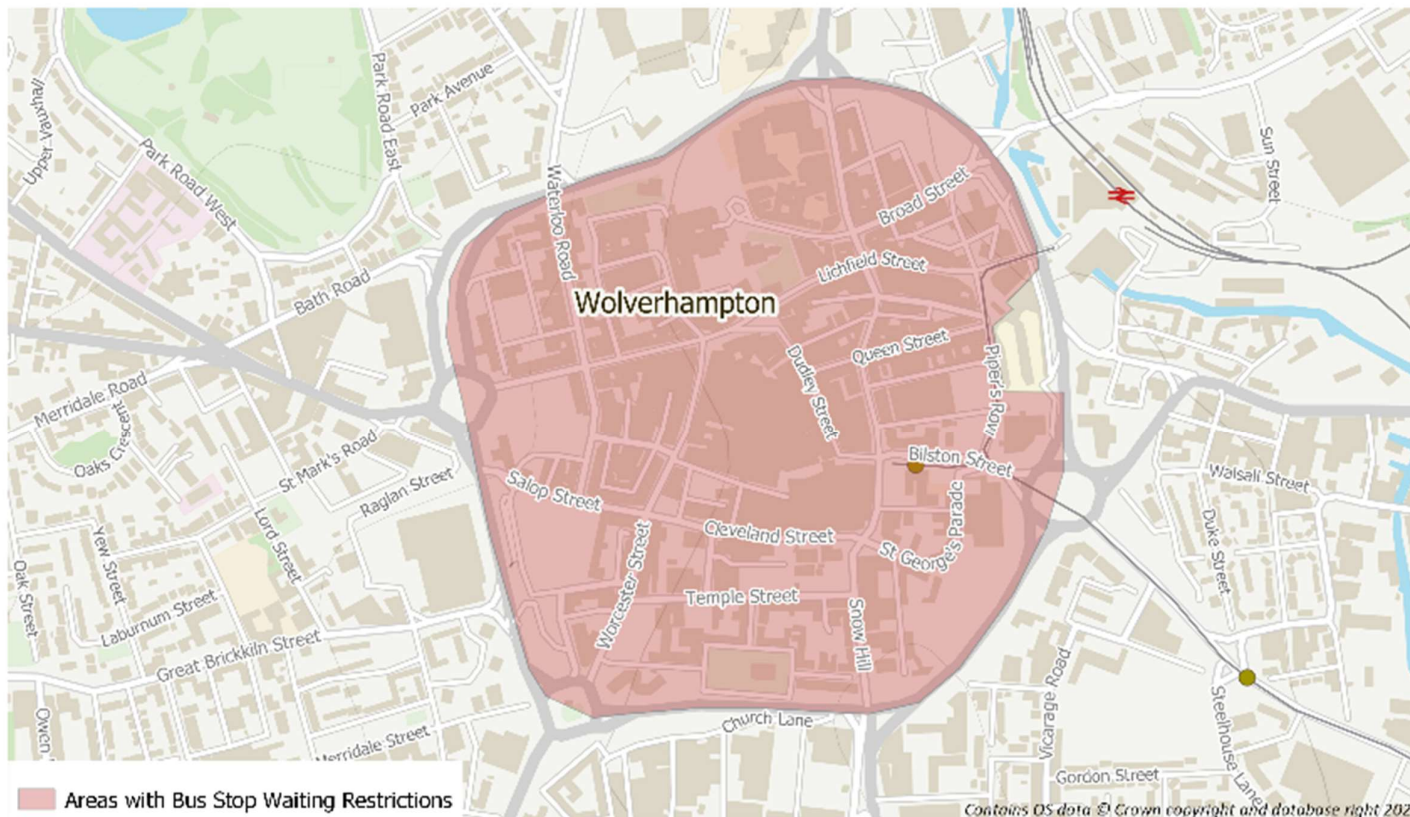 Upper Vauxhall
Park Road West
Park Road East
Park Avenue
Waterloo Road
Bath Road
Broad Street
Lichfield Street
Sun Street
Wolverhampton
Queen Street
Dudley Street
Piper's Row
Merridale Road
Oaks Crescent
St Mark's Road
Raglan Street
Salop Street
Cleveland Street
Bilston Street
St George's Parade
Walsall Street
Duke Street
Yew Street
Oak Street
Lord Street
Laburnum Street
Great Brickkiln Street
Worcester Street
Temple Street
Snow Hill
Church Lane
Vicarage Road
Steelhouse Lane
Gordon Street
Owen
Merridale Street
Areas with Bus Stop Waiting Restrictions
Contains OS data © Crown copyright and database right 202